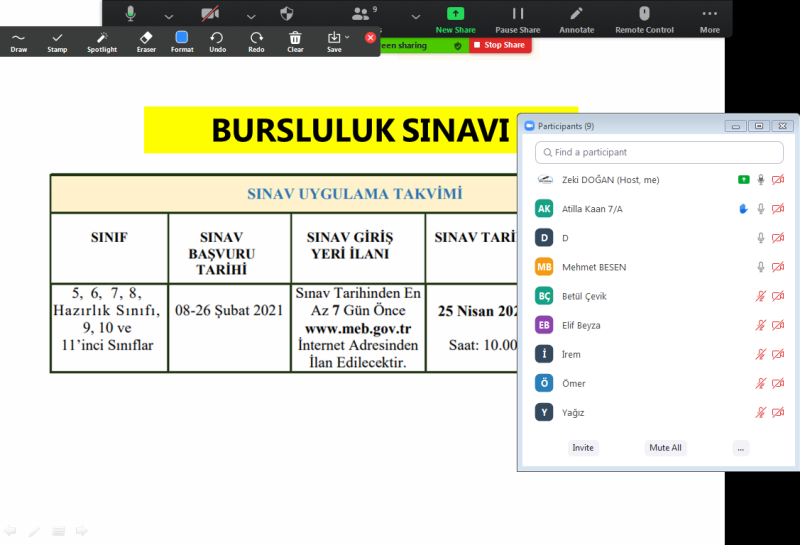 9
New Share
Pause Share
Annotate
Remote Control
More
Draw
Stamp
Spotlight
Eraser
Format
Undo
Redo
Clear
Save
sharing
Stop Share
BURSLULUK SINAVI
SINAV UYGULAMA TAKVİMİ
SINIF
SINAV
BAŞVURU
TARİHİ
SINAV GİRİŞ
YERİ İLANI
SINAV
5, 6, 7, 8,
Hazırlık Sınıfı,
9, 10 ve
11’inci Sınıflar
08-26 Şubat 2021
Sınav Tarihinden En
Az 7 Gün Önce
www.meb.gov.tr
İnternet Adresinden
İlan Edilecektir.
25 Nisan
Saat: 10.00
Participants (9)
Find a participant
Zeki DOĞAN (Host, me)
AK Atilla Kaan 7/A
D D
MB Mehmet BESEN
BÇ Betül Çevik
EB Elif Beyza
İ İrem
Ö Ömer
Y Yağız
Invite
Mute All
...